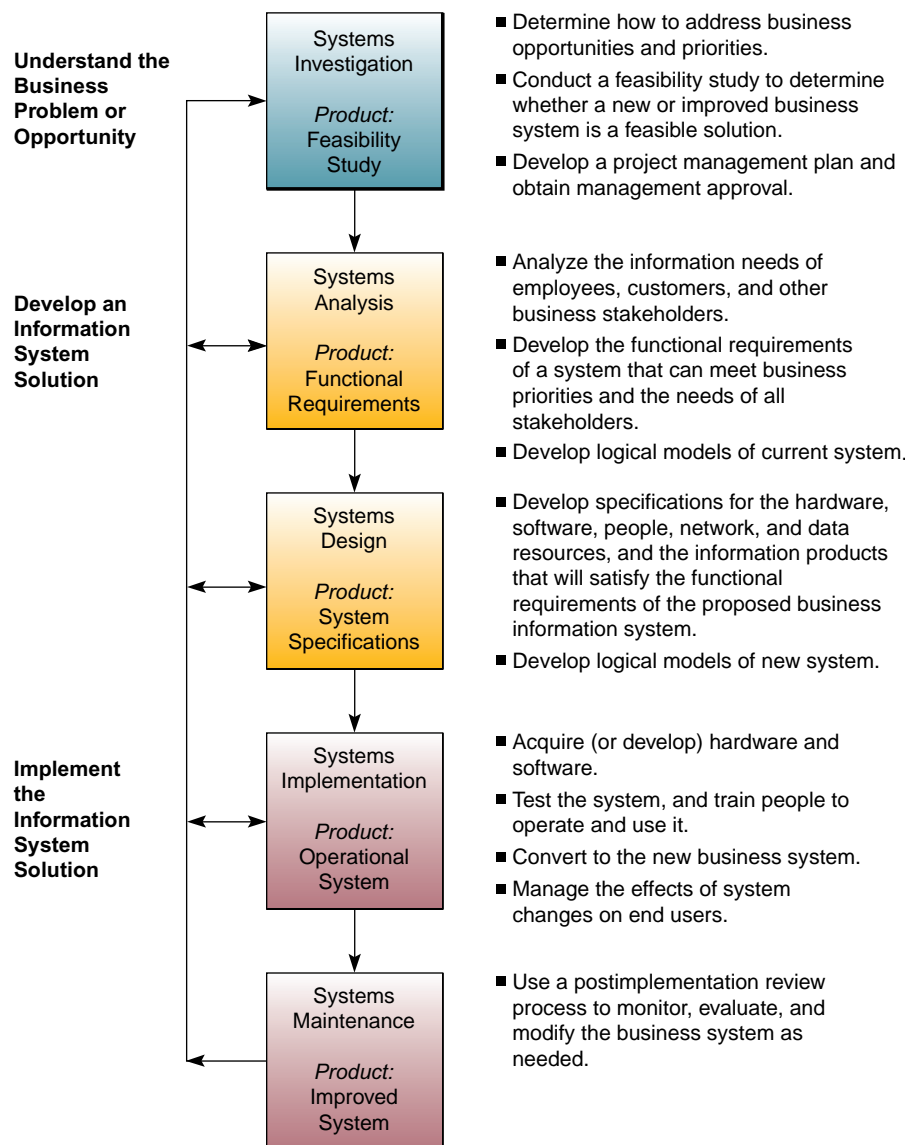 Understand the
Business
Problem or
Opportunity
Systems
Investigation
Product:
Feasibility
Study
■ Determine how to address business
opportunities and priorities.
■ Conduct a feasibility study to determine
whether a new or improved business
system is a feasible solution.
■ Develop a project management plan and
obtain management approval.
Develop an
Information
System
Solution
Systems
Analysis
Product:
Functional
Requirements
■ Analyze the information needs of
employees, customers, and other
business stakeholders.
■ Develop the functional requirements
of a system that can meet business
priorities and the needs of all
stakeholders.
■ Develop logical models of current system.
Systems
Design
Product:
System
Specifications
■ Develop specifications for the hardware,
software, people, network, and data
resources, and the information products
that will satisfy the functional
requirements of the proposed business
information system.
■ Develop logical models of new system.
Implement
the
Information
System
Solution
Systems
Implementation
Product:
Operational
System
■ Acquire (or develop) hardware and
software.
■ Test the system, and train people to
operate and use it.
■ Convert to the new business system.
■ Manage the effects of system
changes on end users.
Systems
Maintenance
Product:
Improved
System
■ Use a postimplementation review
process to monitor, evaluate, and
modify the business system as
needed.